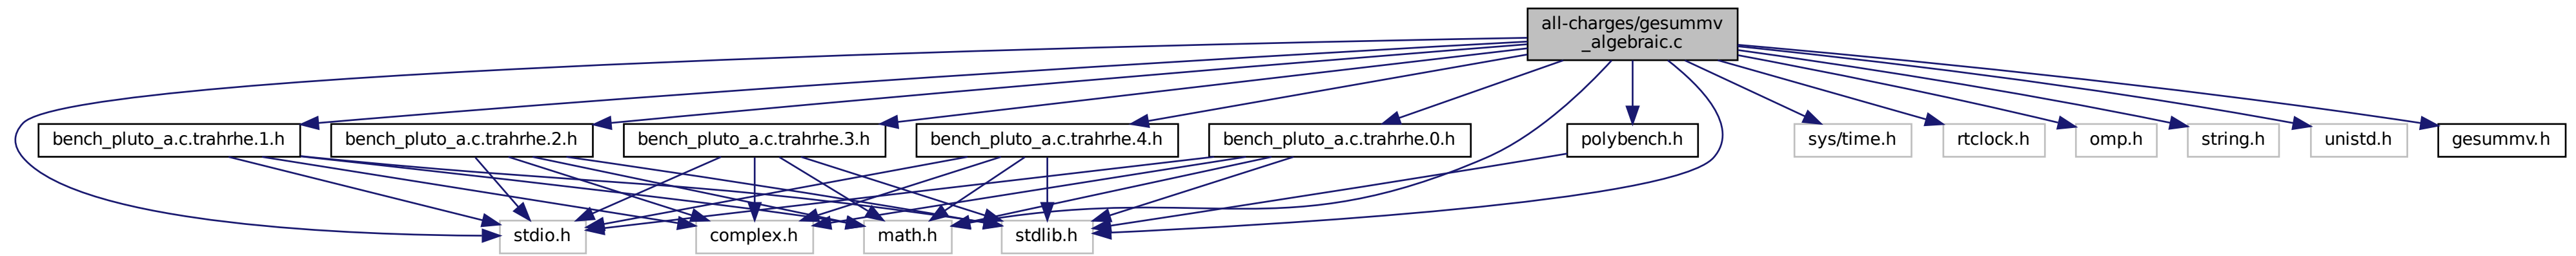 all-charges/gesummv
_algebraic.c
bench_pluto_a.c.trahrhe.1.h
bench_pluto_a.c.trahrhe.2.h
bench_pluto_a.c.trahrhe.3.h
bench_pluto_a.c.trahrhe.4.h
bench_pluto_a.c.trahrhe.0.h
polybench.h
sys/time.h
rtclock.h
omp.h
string.h
unistd.h
gesummv.h
stdio.h
complex.h
math.h
stdlib.h